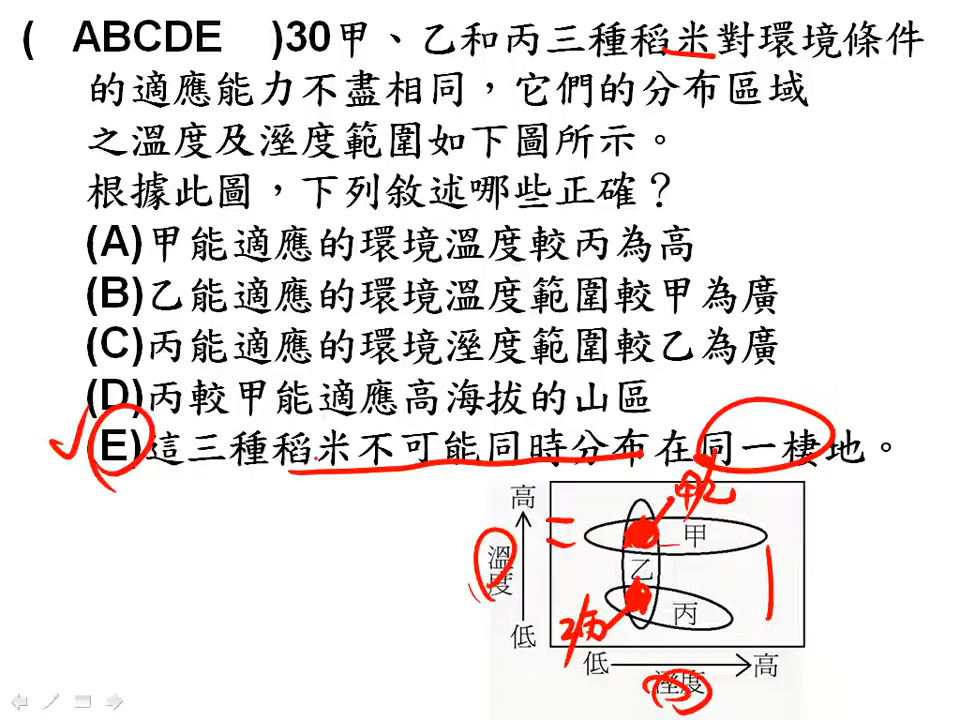 ( ABCDE )30甲、乙和丙三種稻米對環境條件
的適應能力不盡相同，它們的分布區域
之溫度及溼度範圍如下圖所示。
根據此圖，下列敘述哪些正確？
(A)甲能適應的環境溫度較丙為高
(B)乙能適應的環境溫度範圍較甲為廣
(C)丙能適應的環境溼度範圍較乙為廣
(D)丙較甲能適應高海拔的山區
(E)這三種稻米不可能同時分布在同一棲地。
高
甲乙
甲
溫度
乙
丙
乙丙
低
低
高
溼度